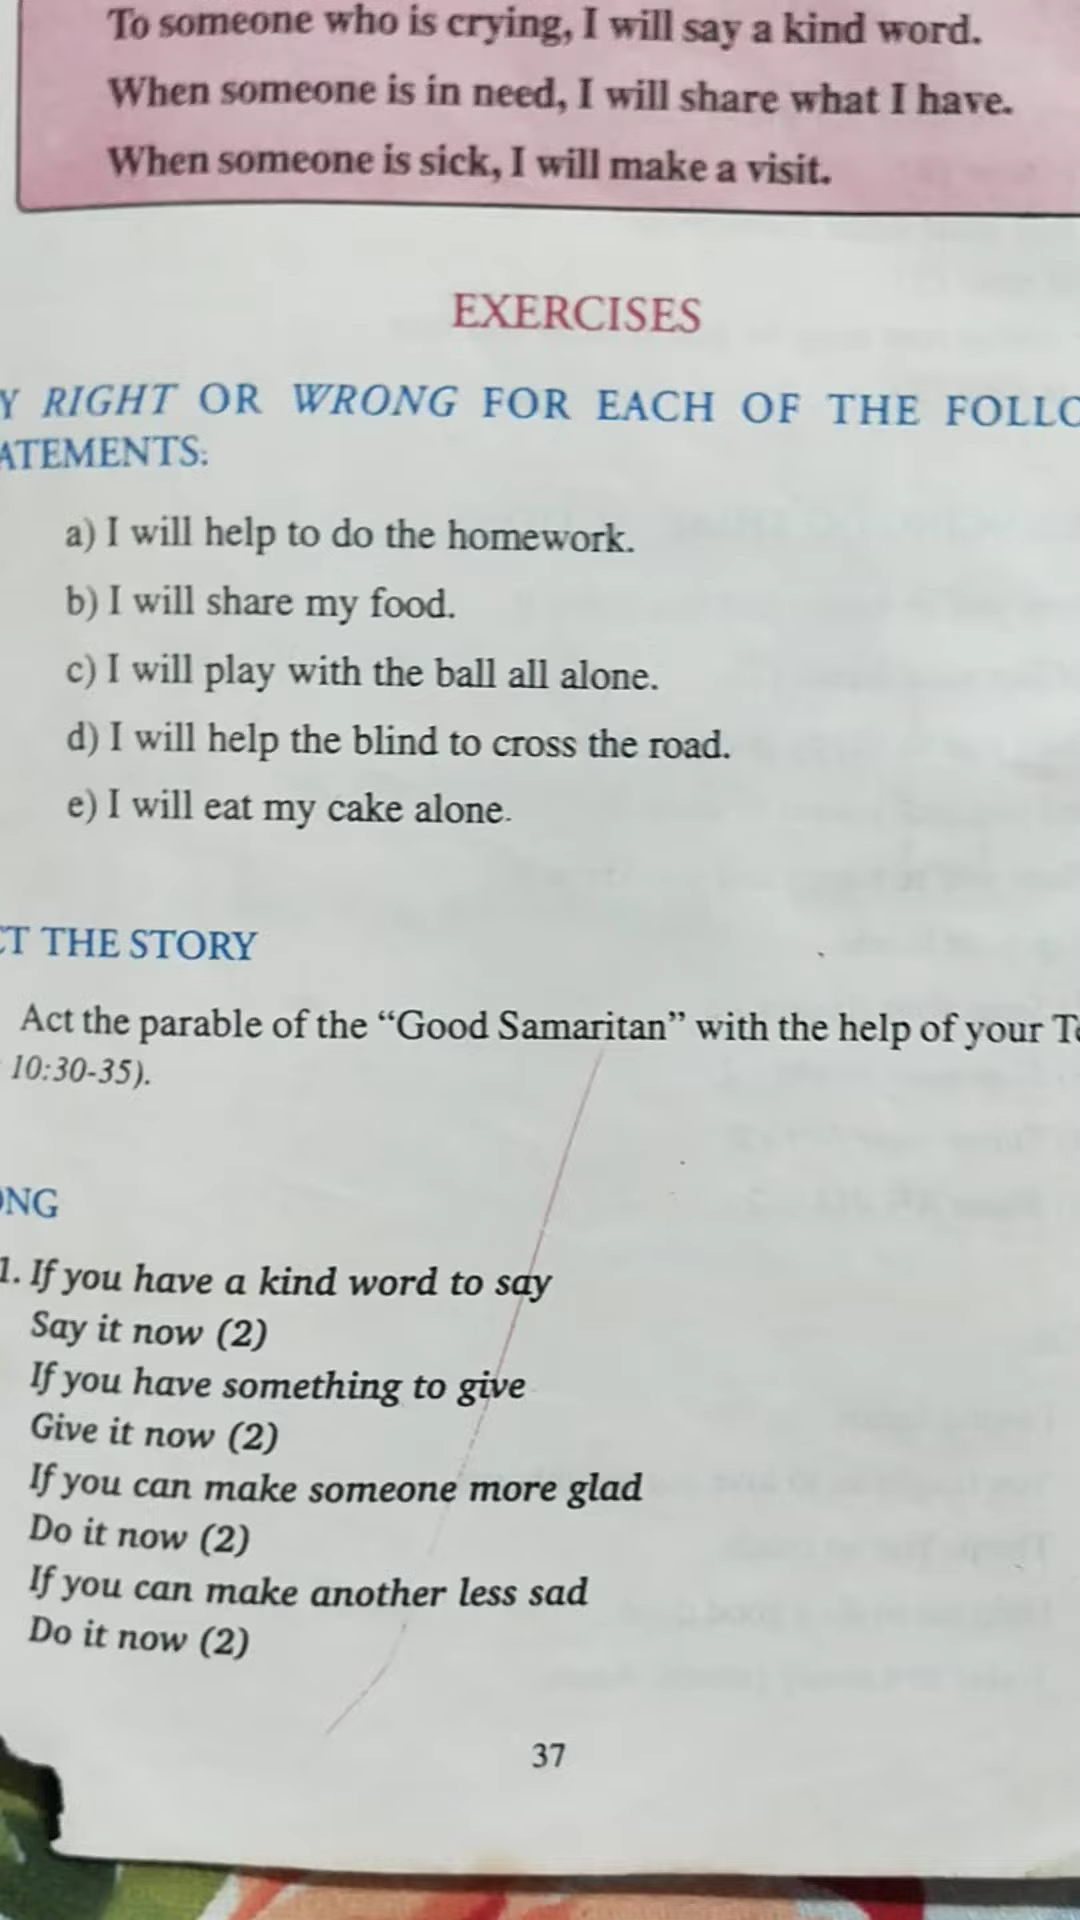 To someone who is crying, I will say a kind word.
When someone is in need, I will share what I have.
When someone is sick, I will make a visit.
EXERCISES
Y RIGHT OR WRONG FOR EACH OF THE FOLLO
ATEMENTS:
a) I will help to do the homework.
b) I will share my food.
c) I will play with the ball all alone.
d) I will help the blind to cross the road.
e) I will eat my cake alone.
CT THE STORY
Act the parable of the “Good Samaritan” with the help of your Te
10:30-35).
ONG
1. If you have a kind word to say
Say it now (2)
If you have something to give
Give it now (2)
If you can make someone more glad
Do it now (2)
If you can make another less sad
Do it now (2)
37